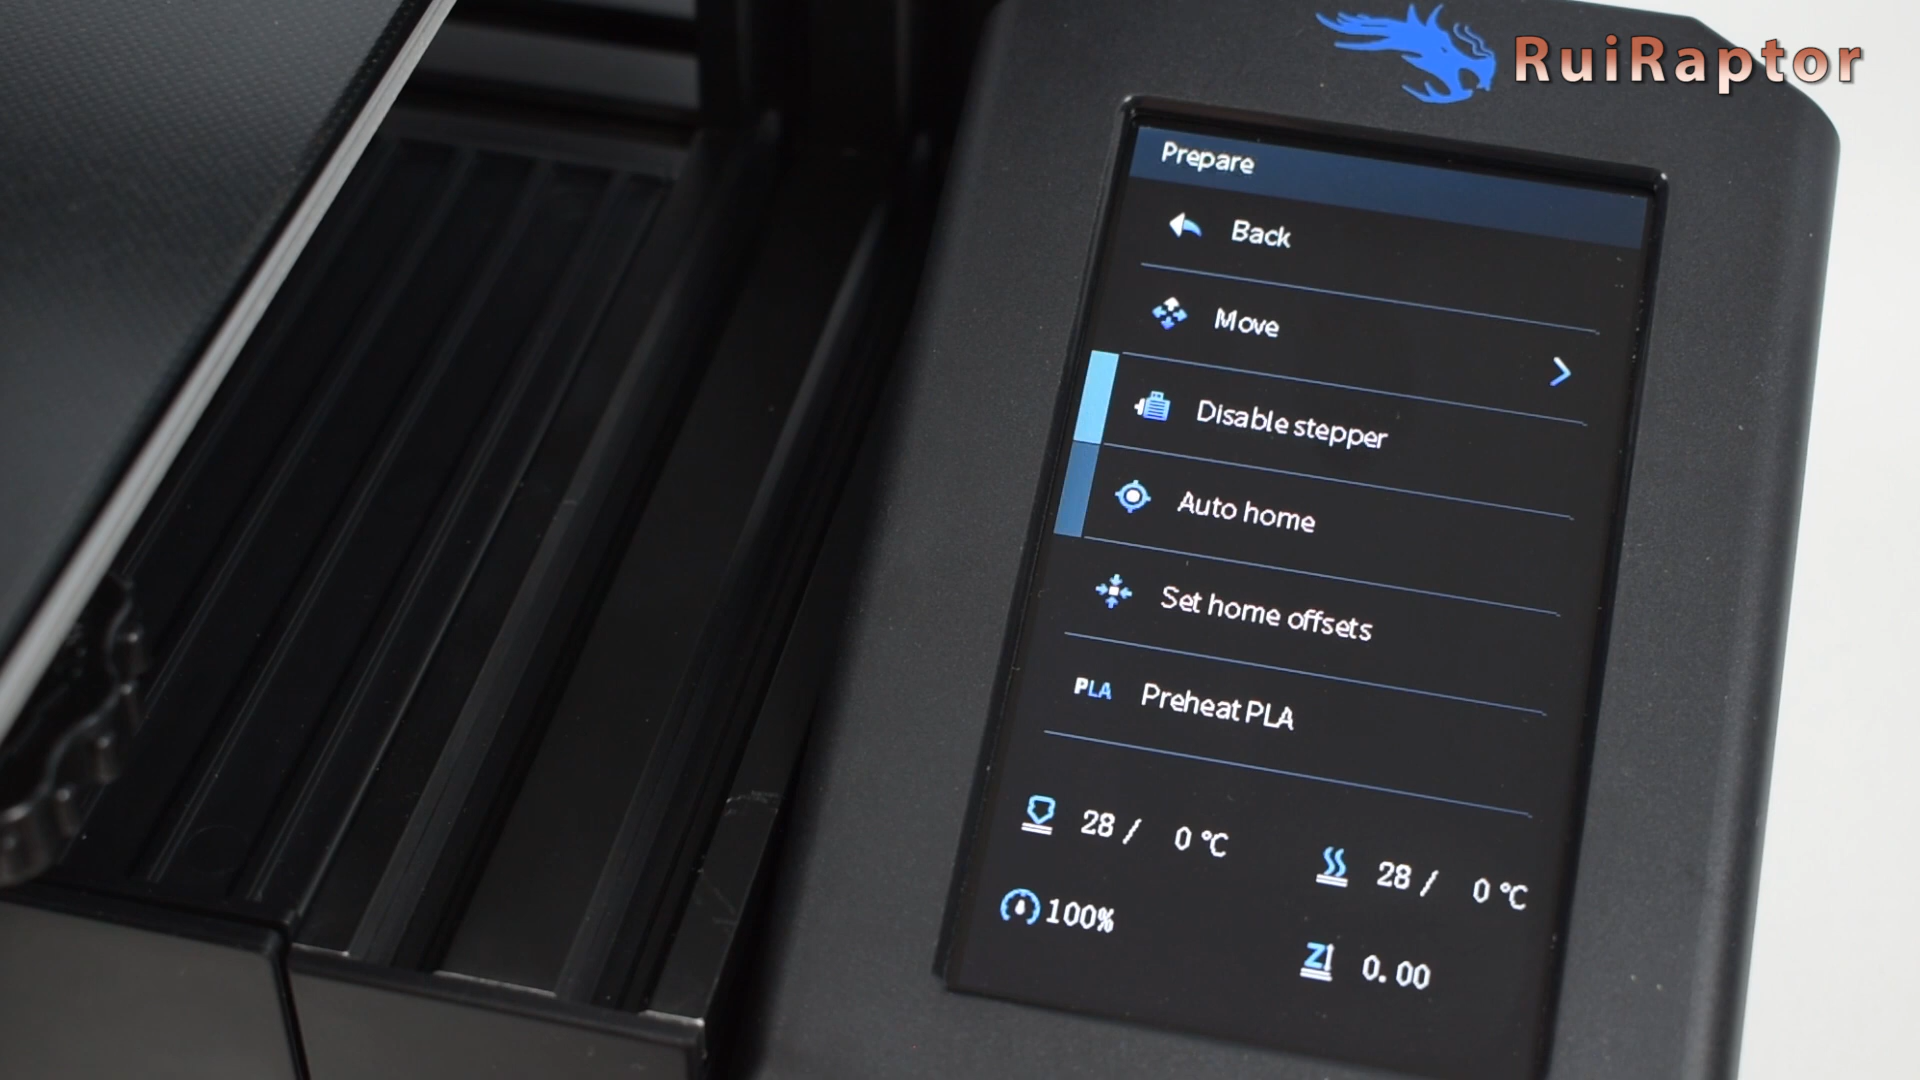 RuiRaptor
Prepare
Back
Move
Disable stepper
Auto home
Set home offsets
PLA Preheat PLA
28 / 0 °C 28 / 0 °C
100% Z 0.00